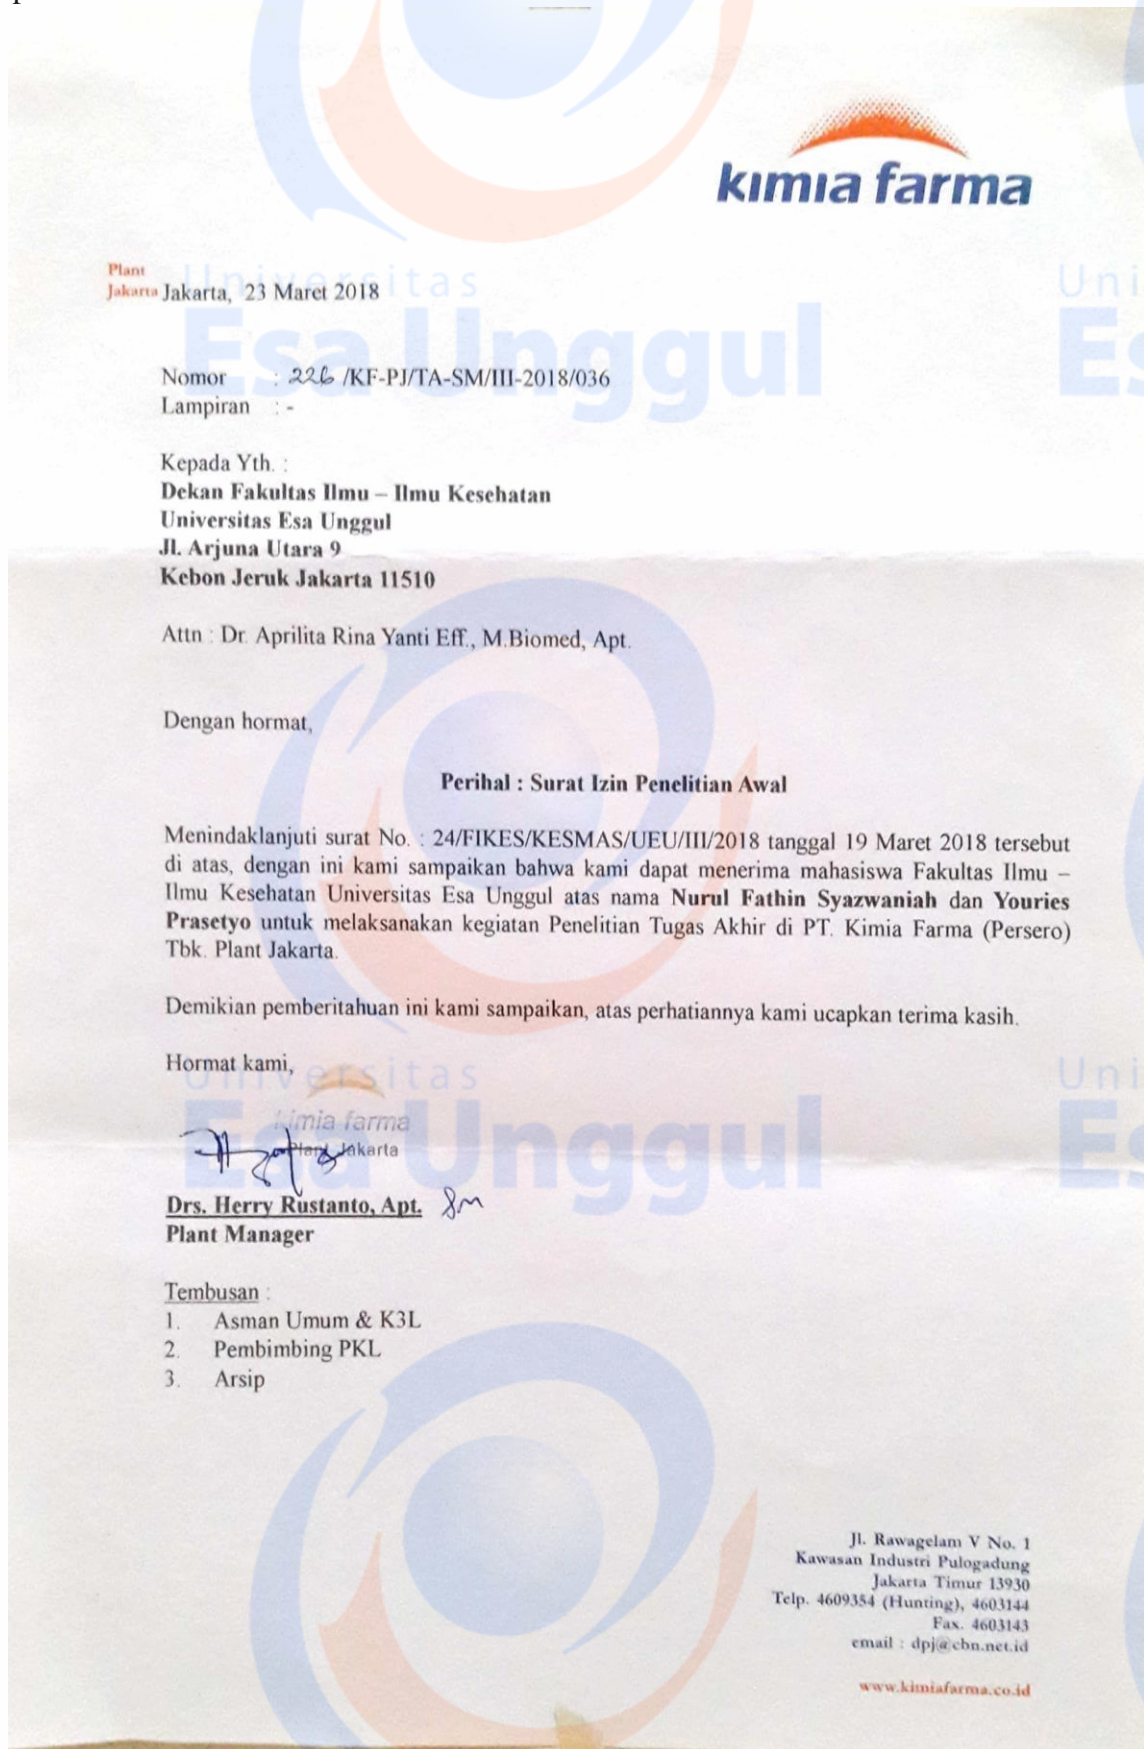 kimia farma
Plant
Jakarta
Jakarta, 23 Maret 2018
Universitas
Esa Unggul
Nomor : 226 /KF-PJ/TA-SM/III-2018/036
Lampiran : -
Kepada Yth. :
Dekan Fakultas Ilmu – Ilmu Kesehatan
Universitas Esa Unggul
Jl. Arjuna Utara 9
Kebon Jeruk Jakarta 11510
Attn : Dr. Aprilita Rina Yanti Eff., M.Biomed, Apt.
Dengan hormat,
Perihal : Surat Izin Penelitian Awal
Menindaklanjuti surat No. : 24/FIKES/KESMAS/UEU/III/2018 tanggal 19 Maret 2018 tersebut
di atas, dengan ini kami sampaikan bahwa kami dapat menerima mahasiswa Fakultas Ilmu –
Ilmu Kesehatan Universitas Esa Unggul atas nama Nurul Fathin Syazwaniah dan Youries
Prasetyo untuk melaksanakan kegiatan Penelitian Tugas Akhir di PT. Kimia Farma (Persero)
Tbk. Plant Jakarta.
Demikian pemberitahuan ini kami sampaikan, atas perhatiannya kami ucapkan terima kasih.
Hormat kami,
Universitas
Esa Unggul
kimia farma
Plant Jakarta
Drs. Herry Rustanto, Apt.
Plant Manager
Tembusan :
1. Asman Umum & K3L
2. Pembimbing PKL
3. Arsip
Jl. Rawagelam V No. 1
Kawasan Industri Pulogadung
Jakarta Timur 13930
Telp. 4609354 (Hunting), 4603144
Fax. 4603143
email : dpj@cbn.net.id
www.kimiafarma.co.id